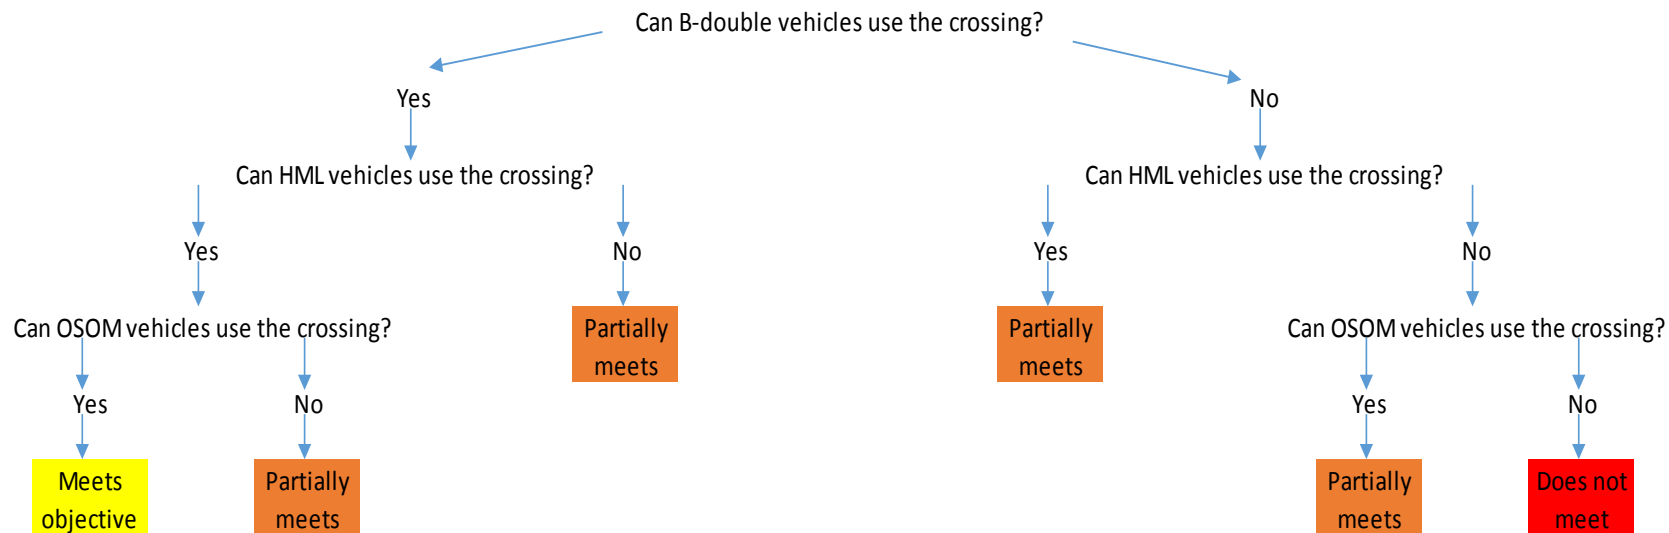 Can B-double vehicles use the crossing?
Yes
No
Can HML vehicles use the crossing?
Can HML vehicles use the crossing?
Yes
No
Yes
No
Can OSOM vehicles use the crossing?
Partially
meets
Partially
meets
Can OSOM vehicles use the crossing?
Yes
No
Yes
No
Meets
objective
Partially
meets
Partially
meets
Does not
meet